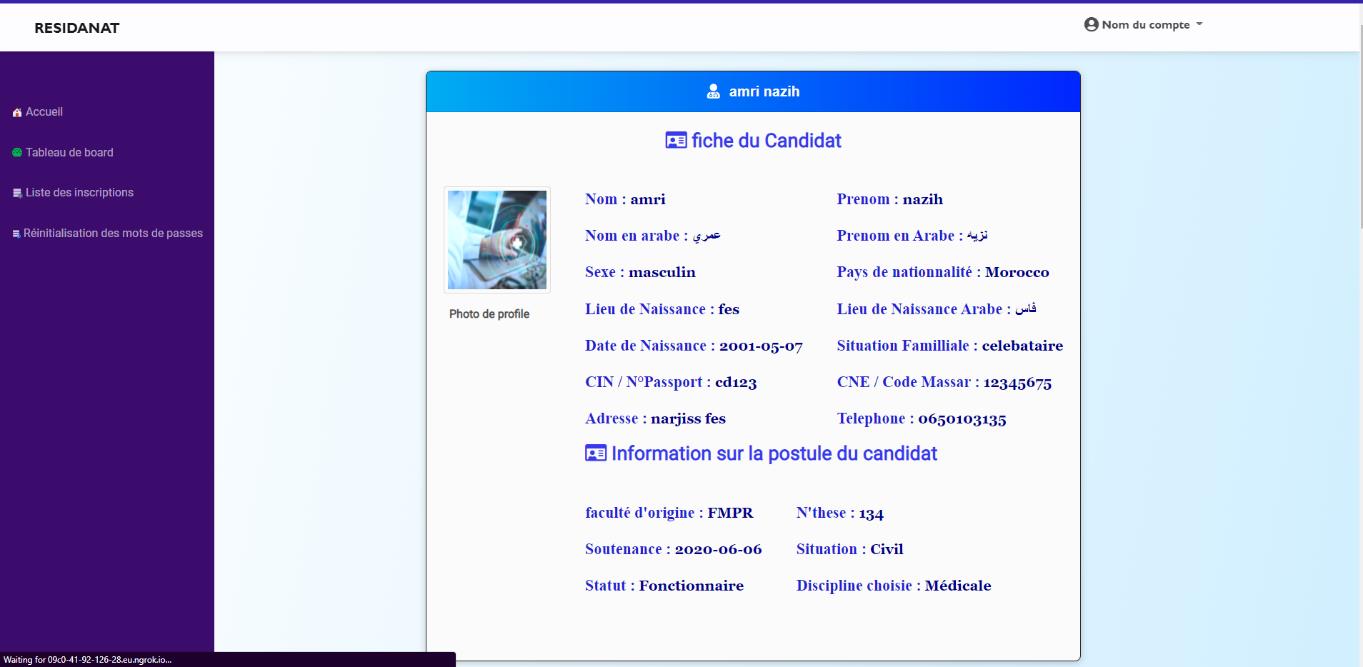 RESIDANAT
Nom du compte
Accueil
Tableau de board
Liste des inscriptions
Réinitialisation des mots de passes
amri nazih
fiche du Candidat
Photo de profile
Nom : amri
Prenom : nazih
Nom en arabe : عمري
Prenom en Arabe : نزيه
Sexe : masculin
Pays de nationnalité : Morocco
Lieu de Naissance : fes
Lieu de Naissance Arabe : فاس
Date de Naissance : 2001-05-07
Situation Familliale : celebataire
CIN / N°Passport : cd123
CNE / Code Massar : 12345675
Adresse : narjiss fes
Telephone : 0650103135
Information sur la postule du candidat
faculté d'origine : FMPR
N'these : 134
Soutenance : 2020-06-06
Situation : Civil
Statut : Fonctionnaire
Discipline choisie : Médicale
Waiting for 09c0-41-92-126-28.eu.ngrok.io...